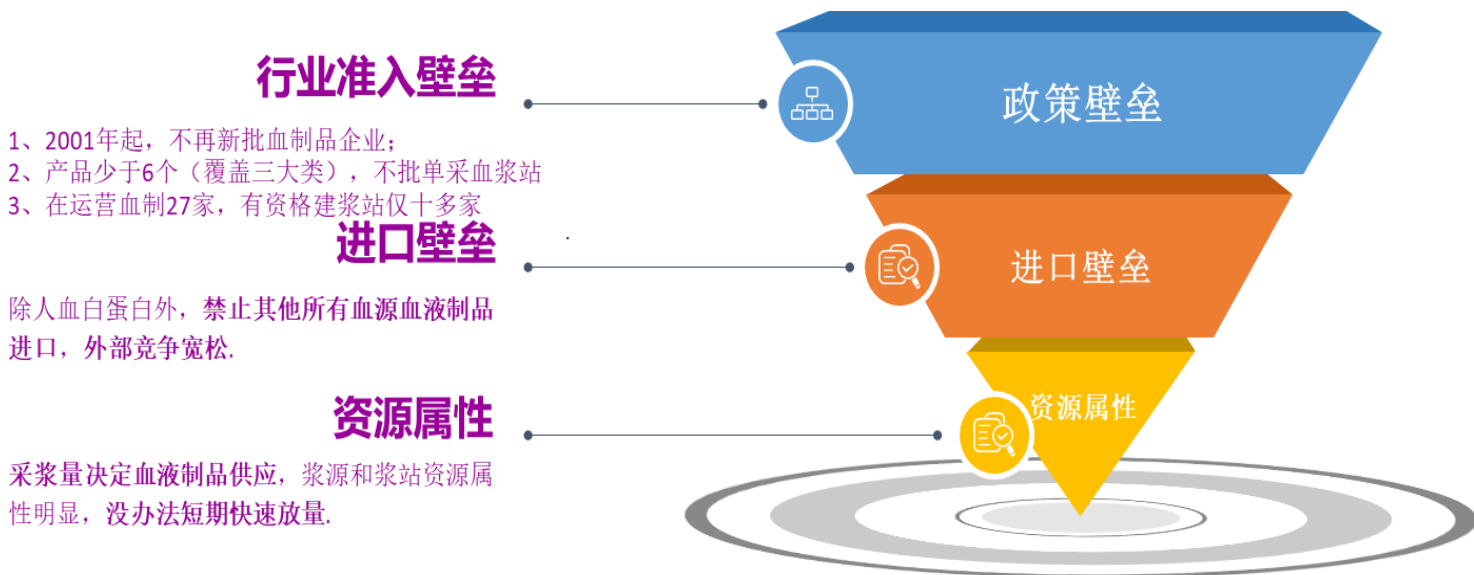 行业准入壁垒
1、2001年起，不再新批血制品企业；
2、产品少于6个（覆盖三大类），不批单采血浆站
3、在运营血制27家，有资格建浆站仅十多家
进口壁垒
除人血白蛋白外，禁止其他所有血源血液制品
进口，外部竞争宽松.
资源属性
采浆量决定血液制品供应，浆源和浆站资源属
性明显，没办法短期快速放量.
政策壁垒
进口壁垒
资源属性